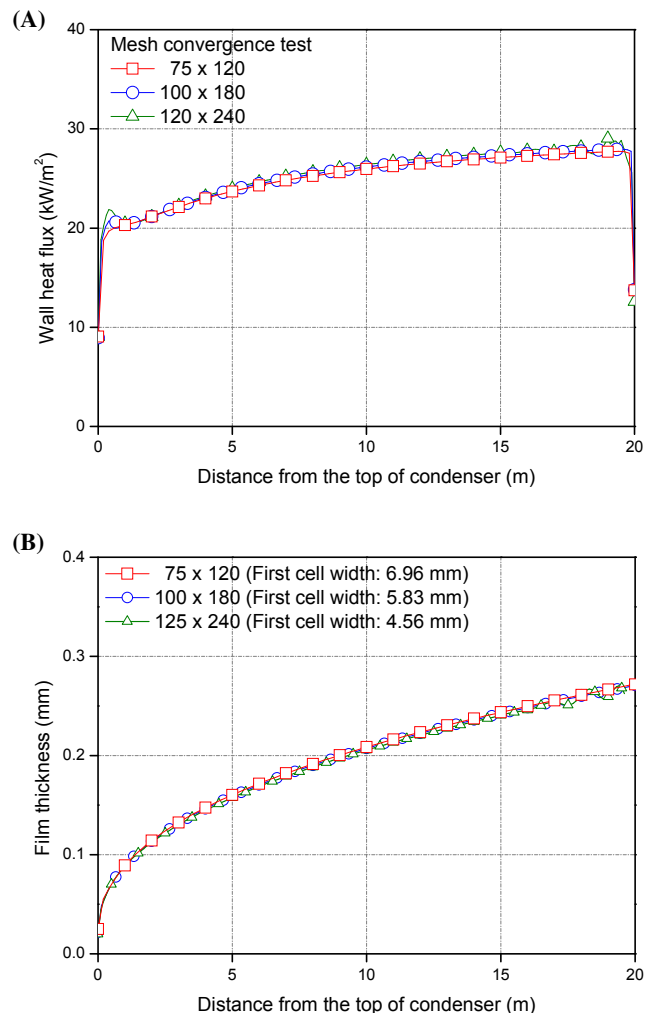 (A)
Mesh convergence test
75 x 120
100 x 180
120 x 240
40
30
20
10
0
Wall heat flux (kW/m²)
0 5 10 15 20
Distance from the top of condenser (m)
(B)
75 x 120 (First cell width: 6.96 mm)
100 x 180 (First cell width: 5.83 mm)
125 x 240 (First cell width: 4.56 mm)
0.4
0.3
0.2
0.1
0.0
Film thickness (mm)
0 5 10 15 20
Distance from the top of condenser (m)